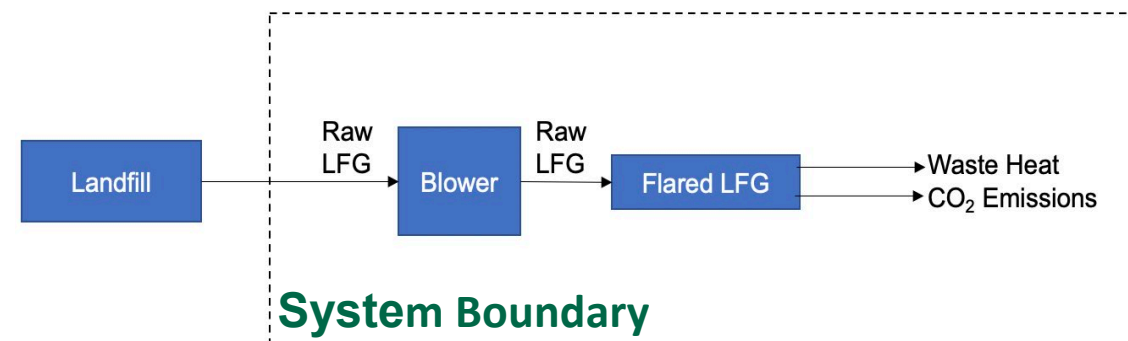 Landfill
Raw
LFG
Blower
Raw
LFG
Flared LFG
Waste Heat
CO₂ Emissions
System Boundary